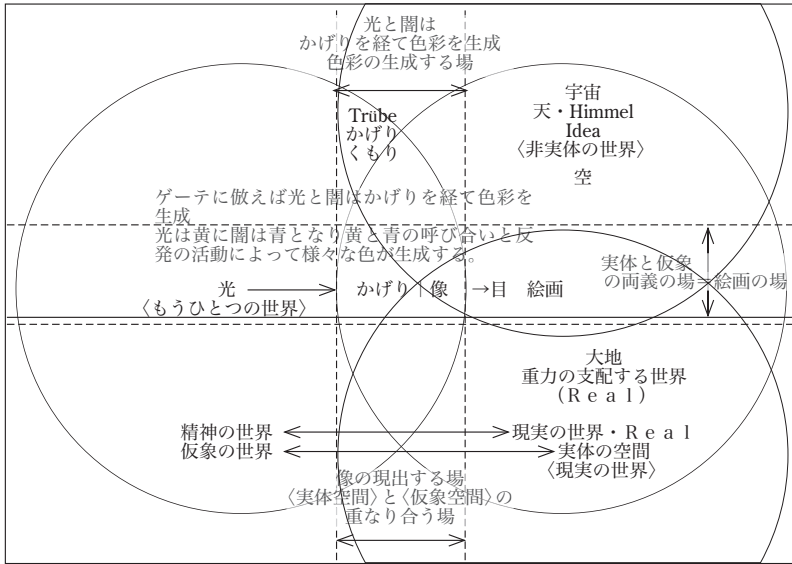 光と闇は
かげりを経て色彩を生成
色彩の生成する場
Trübe
かげり
くもり
宇宙
天・Himmel
Idea
〈非実体の世界〉
空
ゲーテに倣えば光と闇はかげりを経て色彩を
生成
光は黄に闇は青となり黄と青の呼び合いと反
発の活動によって様々な色が生成する。
実体と仮象
の両義の場＝絵画の場
光
かげり
像
→目 絵画
〈もうひとつの世界〉
大地
重力の支配する世界
（Ｒｅａｌ）
精神の世界
現実の世界・Ｒｅａｌ
仮象の世界
実体の空間
〈現実の世界〉
像の現出する場
〈実体空間〉と〈仮象空間〉の
重なり合う場